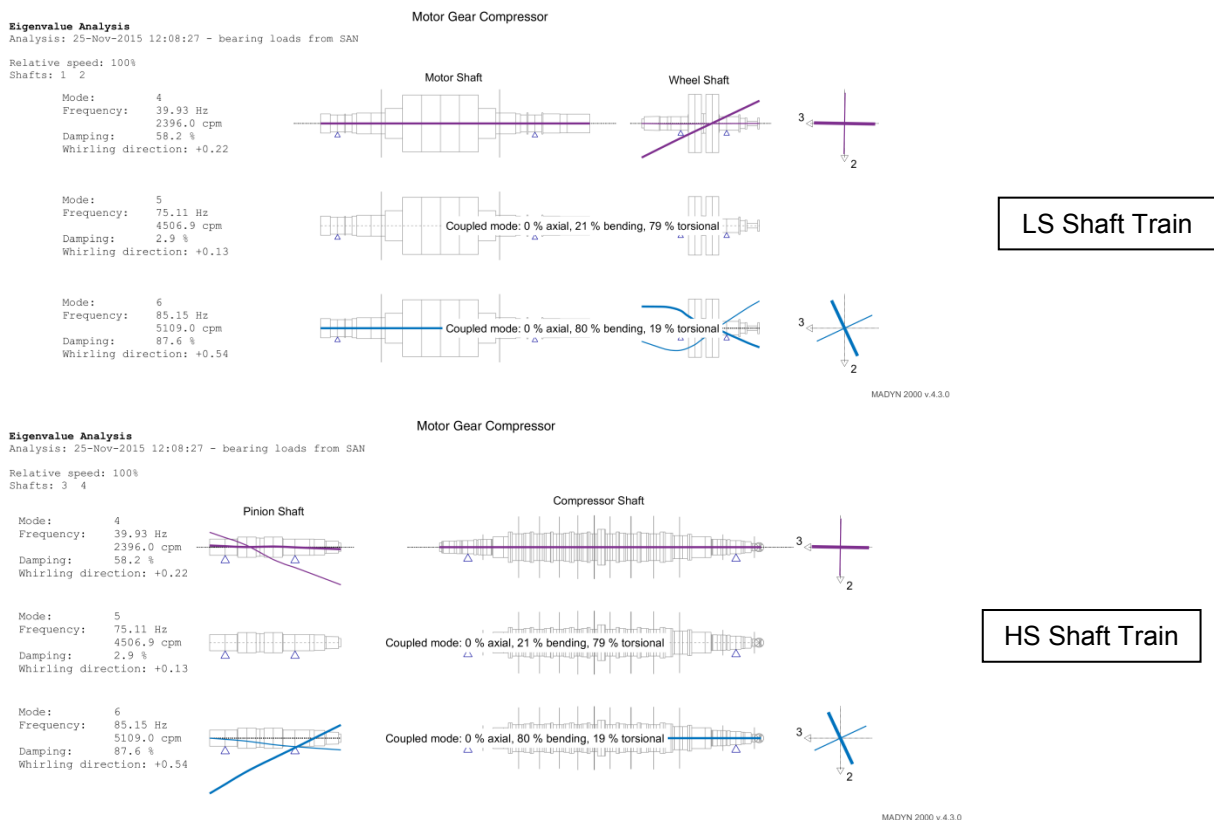 Motor Gear Compressor
Eigenvalue Analysis
Analysis: 25-Nov-2015 12:08:27 - bearing loads from SAN
Relative speed: 100%
Shafts: 1 2
Motor Shaft
Wheel Shaft
Mode: 4
Frequency: 39.93 Hz
2396.0 cpm
Damping: 58.2 %
Whirling direction: +0.22
3
2
Mode: 5
Frequency: 75.11 Hz
4506.9 cpm
Damping: 2.9 %
Whirling direction: +0.13
Coupled mode: 0 % axial, 21 % bending, 79 % torsional
LS Shaft Train
Mode: 6
Frequency: 85.15 Hz
5109.0 cpm
Damping: 87.6 %
Whirling direction: +0.54
Coupled mode: 0 % axial, 80 % bending, 19 % torsional
3
2
MADYN 2000 v.4.3.0
Motor Gear Compressor
Eigenvalue Analysis
Analysis: 25-Nov-2015 12:08:27 - bearing loads from SAN
Relative speed: 100%
Shafts: 3 4
Pinion Shaft
Compressor Shaft
Mode: 4
Frequency: 39.93 Hz
2396.0 cpm
Damping: 58.2 %
Whirling direction: +0.22
3
2
Mode: 5
Frequency: 75.11 Hz
4506.9 cpm
Damping: 2.9 %
Whirling direction: +0.13
Coupled mode: 0 % axial, 21 % bending, 79 % torsional
HS Shaft Train
Mode: 6
Frequency: 85.15 Hz
5109.0 cpm
Damping: 87.6 %
Whirling direction: +0.54
Coupled mode: 0 % axial, 80 % bending, 19 % torsional
3
2
MADYN 2000 v.4.3.0